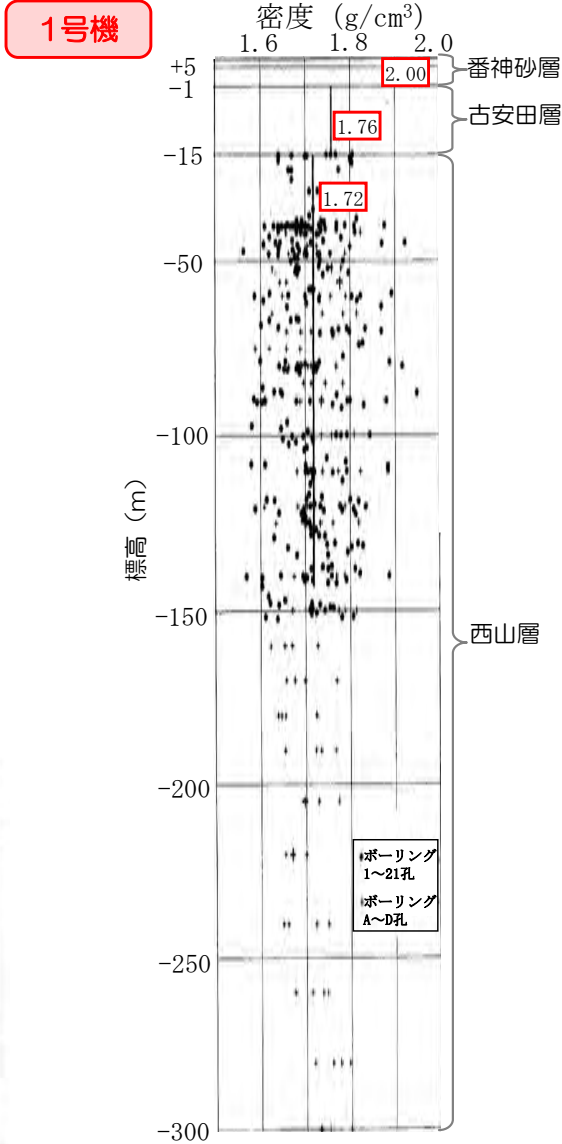 1号機
密度 (g/cm³)
1.6 1.8 2.0
+5
2.00
番神砂層
-1
1.76
古安田層
-15
1.72
-50
-100
標高 (m)
-150
西山層
-200
ボーリング
1～21孔
ボーリング
A～D孔
-250
-300